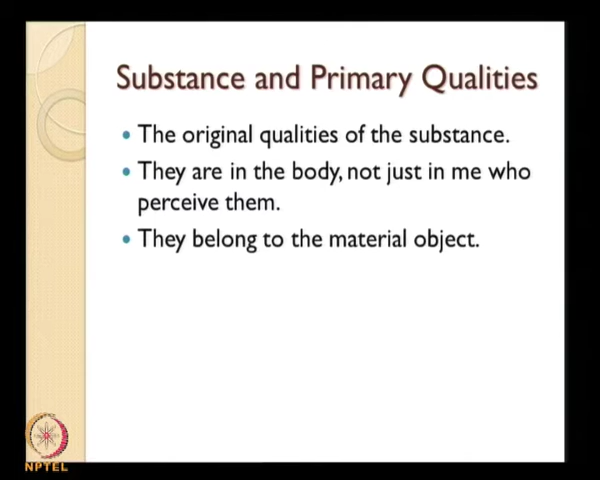 Substance and Primary Qualities
• The original qualities of the substance.
• They are in the body, not just in me who
perceive them.
• They belong to the material object.
NPTEL